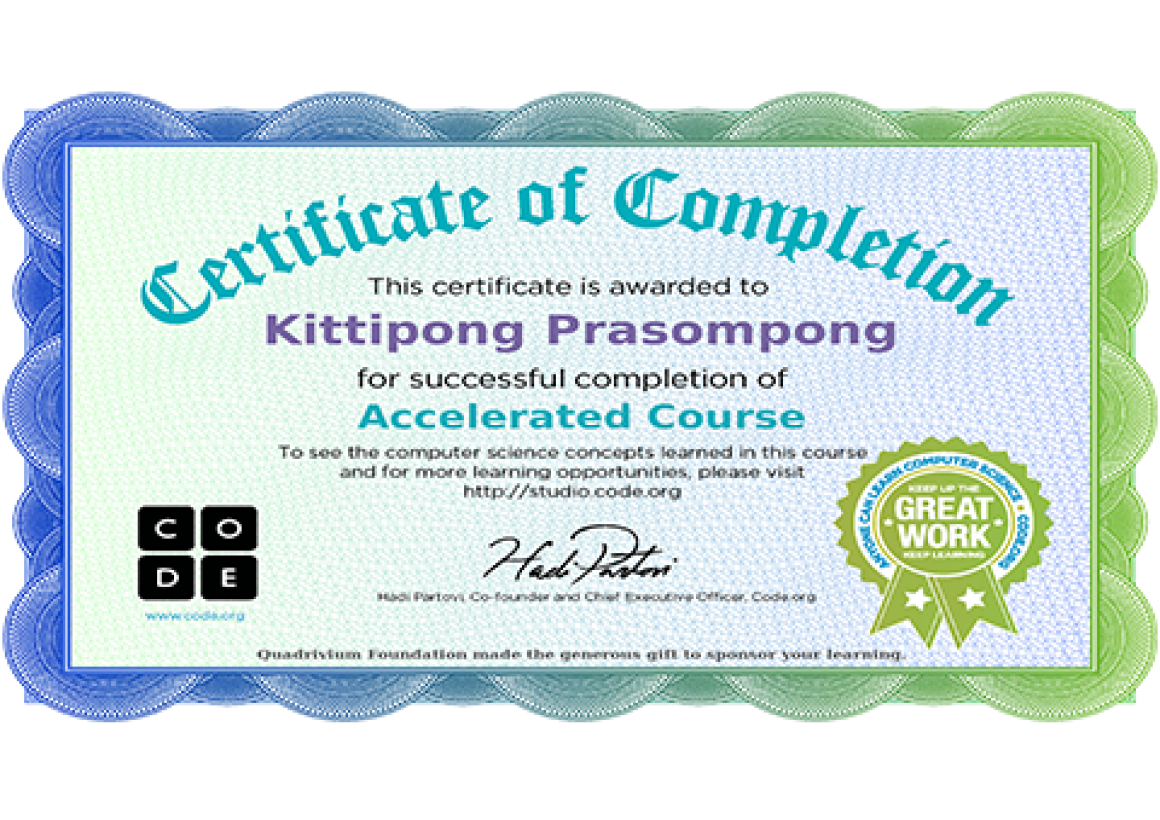 Certificate of Completion
This certificate is awarded to
Kittipong Prasompong
for successful completion of
Accelerated Course
To see the computer science concepts learned in this course
and for more learning opportunities, please visit
http://studio.code.org
C O
D E
www.code.org
Hadi Partovi
Hadi Partovi, Co-founder and Chief Executive Officer, Code.org
ANYONE CAN LEARN COMPUTER SCIENCE • CODE.ORG
KEEP UP THE
GREAT
WORK
KEEP LEARNING
Quadrivium Foundation made the generous gift to sponsor your learning.